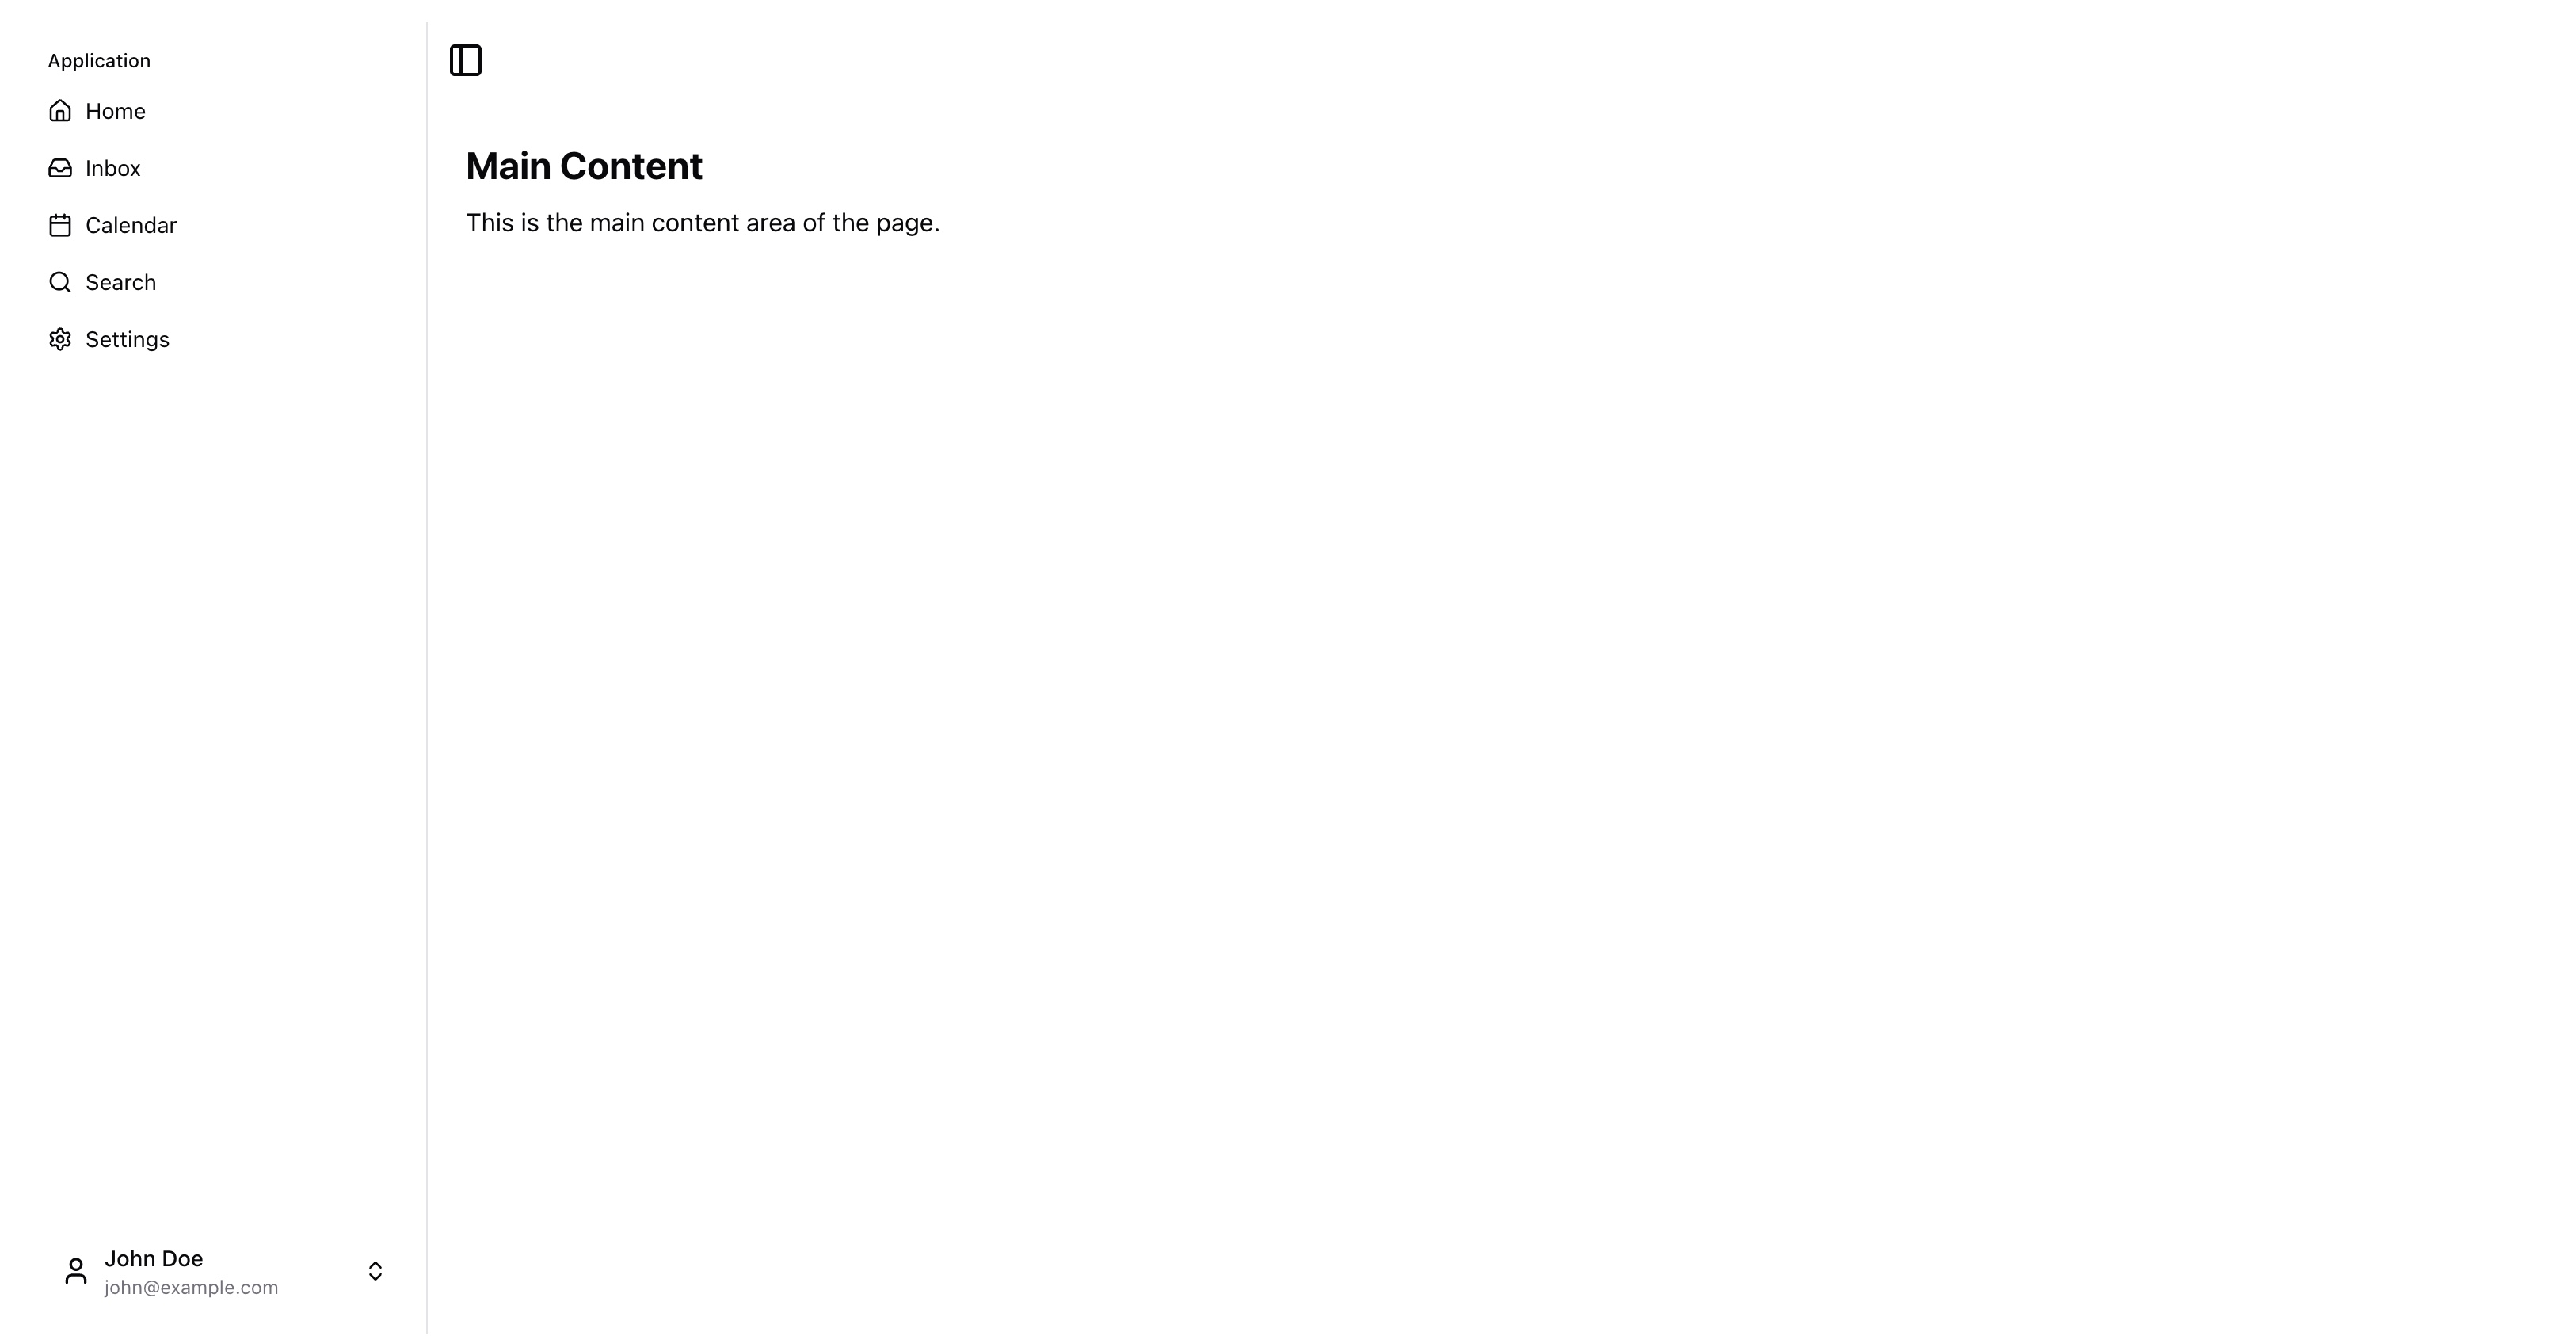 Application
Home
Inbox
Calendar
Search
Settings
John Doe
john@example.com
Main Content
This is the main content area of the page.